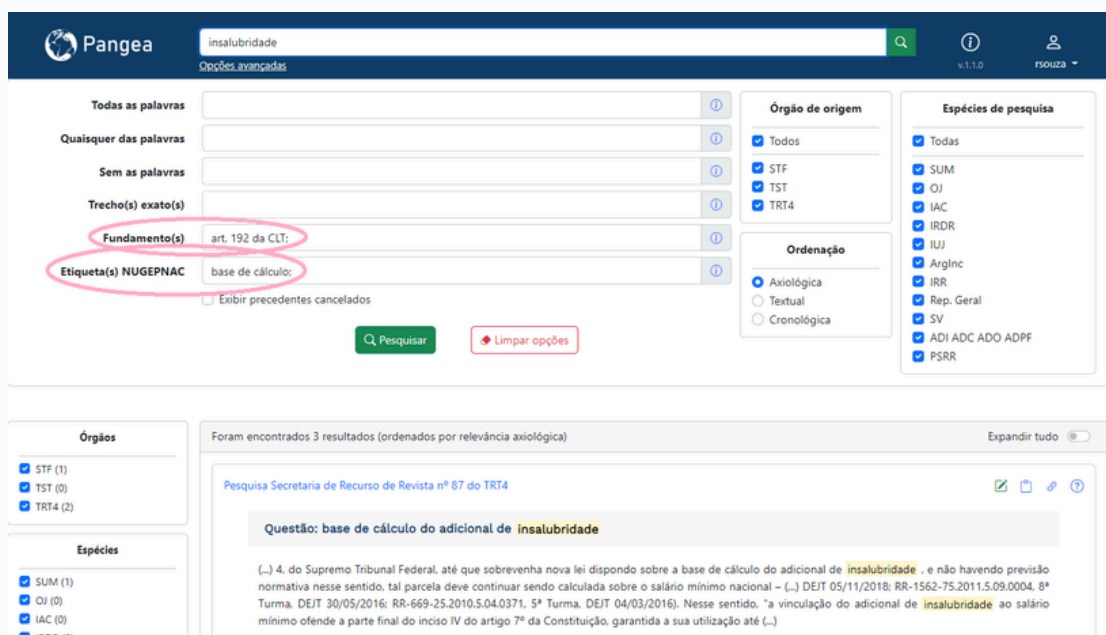 Pangea
insalubridade
Opções avançadas
v.1.1.0
rsouza
Todas as palavras
Quaisquer das palavras
Sem as palavras
Trecho(s) exato(s)
Fundamento(s)
art. 192 da CLT;
Etiqueta(s) NUGEPNAC
base de cálculo;
Exibir precedentes cancelados
Pesquisar
Limpar opções
Órgão de origem
Todos
STF
TST
TRT4
Ordenação
Axiológica
Textual
Cronológica
Espécies de pesquisa
Todas
SUM
OJ
IAC
IRDR
IUJ
ArgInc
IRR
Rep. Geral
SV
ADI ADC ADO ADPF
PSRR
Órgãos
STF (1)
TST (0)
TRT4 (2)
Espécies
SUM (1)
OJ (0)
IAC (0)
Foram encontrados 3 resultados (ordenados por relevância axiológica)
Expandir tudo
Pesquisa Secretaria de Recurso de Revista nº 87 do TRT4
Questão: base de cálculo do adicional de insalubridade
(...) 4, do Supremo Tribunal Federal, até que sobrevenha nova lei dispondo sobre a base de cálculo do adicional de insalubridade , e não havendo previsão
normativa nesse sentido, tal parcela deve continuar sendo calculada sobre o salário mínimo nacional – (...) DEJT 05/11/2018; RR-1562-75.2011.5.09.0004, 8ª
Turma, DEJT 30/05/2016; RR-669-25.2010.5.04.0371, 5ª Turma, DEJT 04/03/2016). Nesse sentido, "a vinculação do adicional de insalubridade ao salário
mínimo ofende a parte final do inciso IV do artigo 7º da Constituição, garantida a sua utilização até (...)